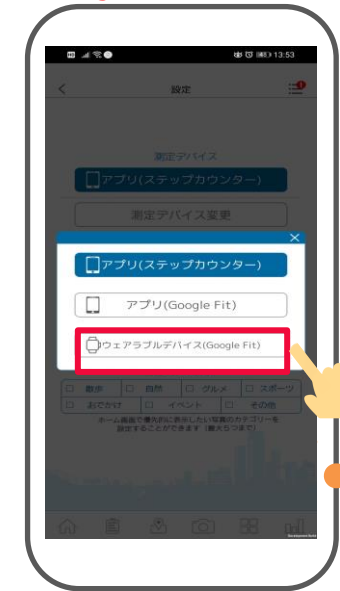 13:53
設定
測定デバイス
アプリ(ステップカウンター)
測定デバイス変更
アプリ(ステップカウンター)
アプリ(Google Fit)
ウェアラブルデバイス(Google Fit)
散歩 自然 グルメ スポーツ
おでかけ イベント その他
ホーム画面で優先的に表示したい写真のカテゴリーを
設定することができます (最大5つまで)